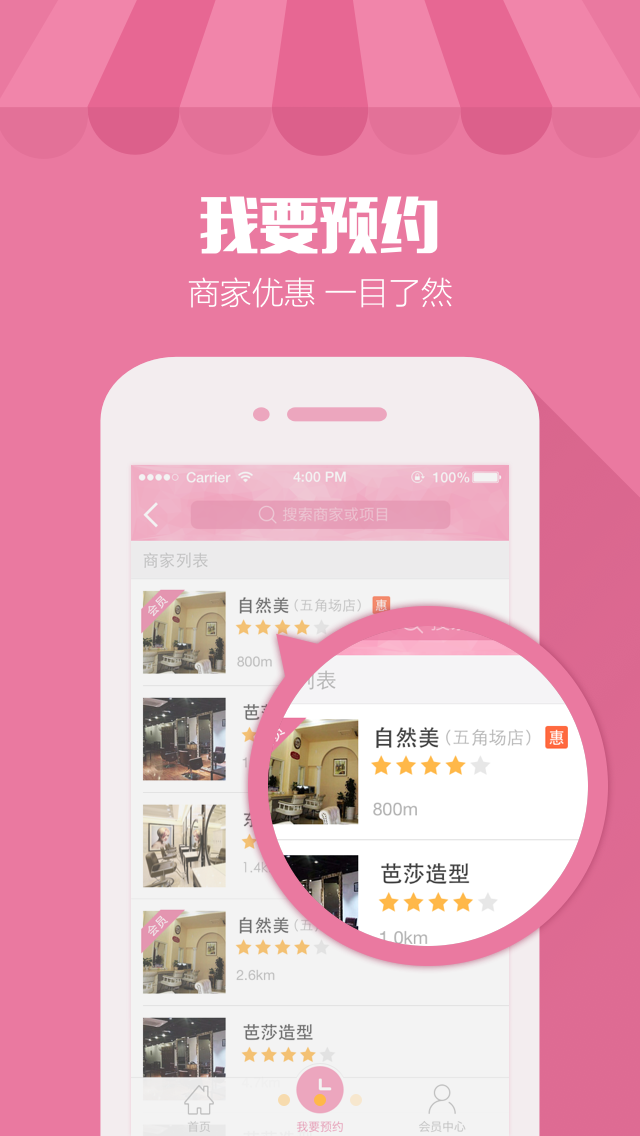 我要预约
商家优惠 一目了然
Carrier 4:00 PM 100%
搜索商家或项目
商家列表
会员
自然美（五角场店） 惠
800m
芭
1.4k
自然美（五
会员
2.6km
芭莎造型
列表
员
自然美（五角场店） 惠
800m
芭莎造型
1.0km
首页 我要预约 会员中心